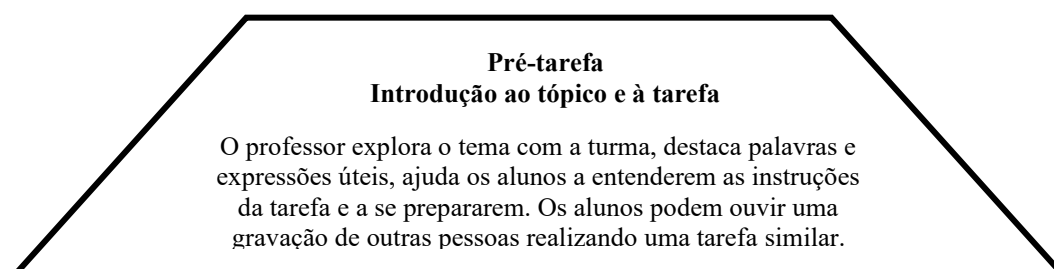 Pré-tarefa
Introdução ao tópico e à tarefa
O professor explora o tema com a turma, destaca palavras e
expressões úteis, ajuda os alunos a entenderem as instruções
da tarefa e a se prepararem. Os alunos podem ouvir uma
gravação de outras pessoas realizando uma tarefa similar.